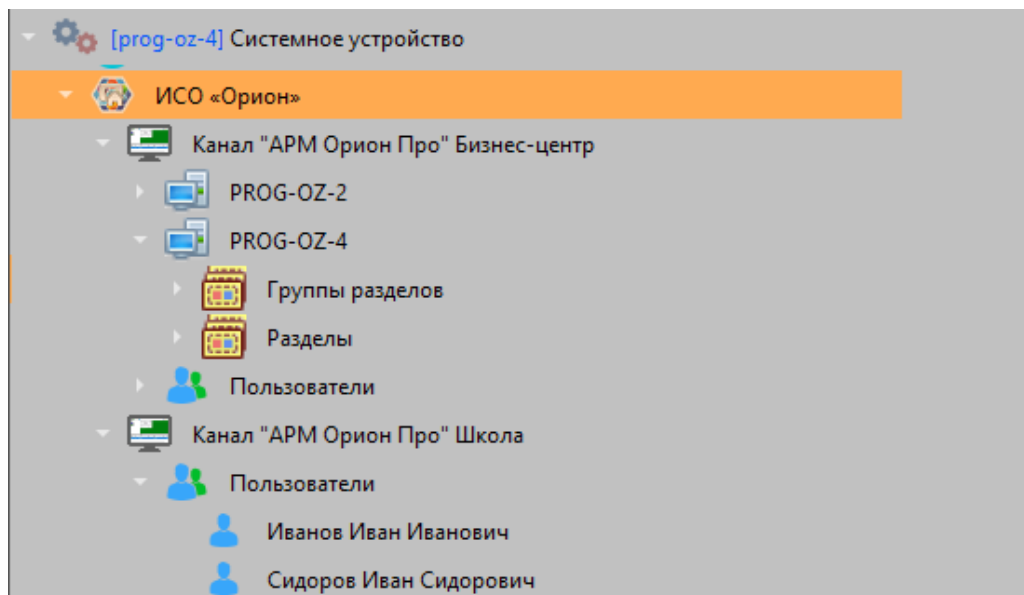 [prog-oz-4] Системное устройство
ИСО «Орион»
Канал "АРМ Орион Про" Бизнес-центр
PROG-OZ-2
PROG-OZ-4
Группы разделов
Разделы
Пользователи
Канал "АРМ Орион Про" Школа
Пользователи
Иванов Иван Иванович
Сидоров Иван Сидорович